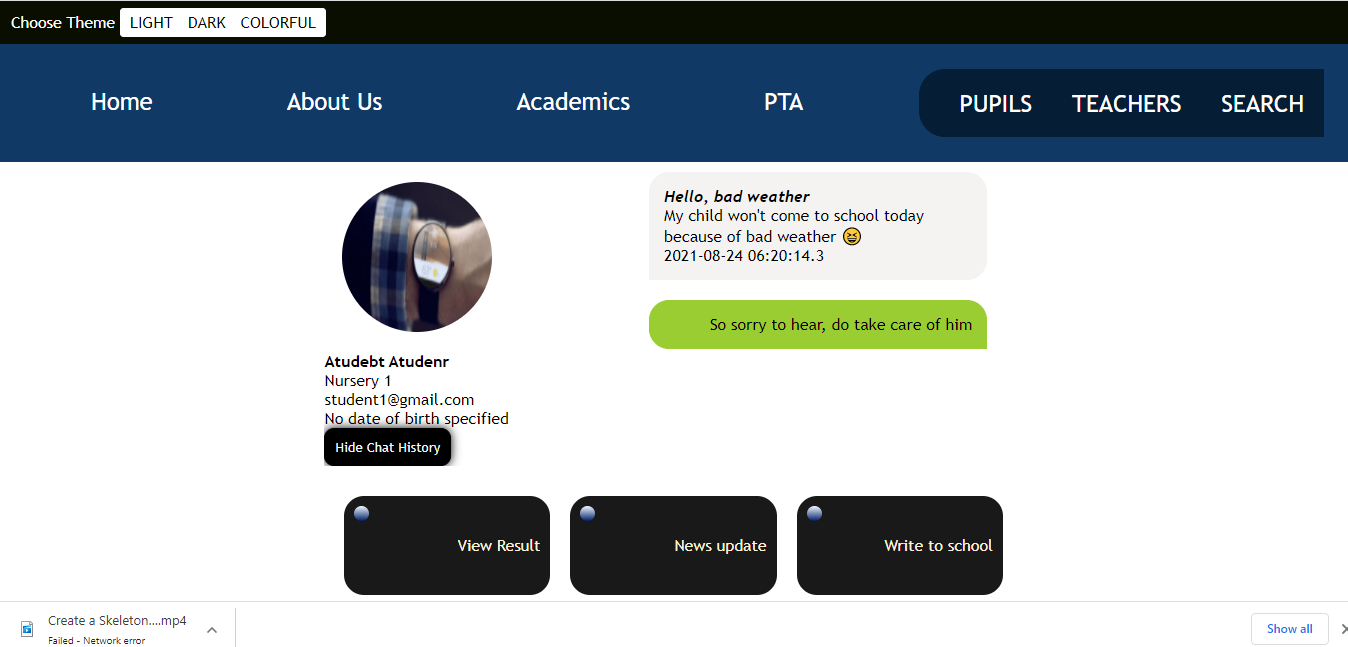 Choose Theme LIGHT DARK COLORFUL
Home About Us Academics PTA PUPILS TEACHERS SEARCH
Hello, bad weather
My child won't come to school today
because of bad weather 😆
2021-08-24 06:20:14.3
So sorry to hear, do take care of him
Atudebt Atudenr
Nursery 1
student1@gmail.com
No date of birth specified
Hide Chat History
View Result
News update
Write to school
Create a Skeleton....mp4
Failed - Network error
Show all